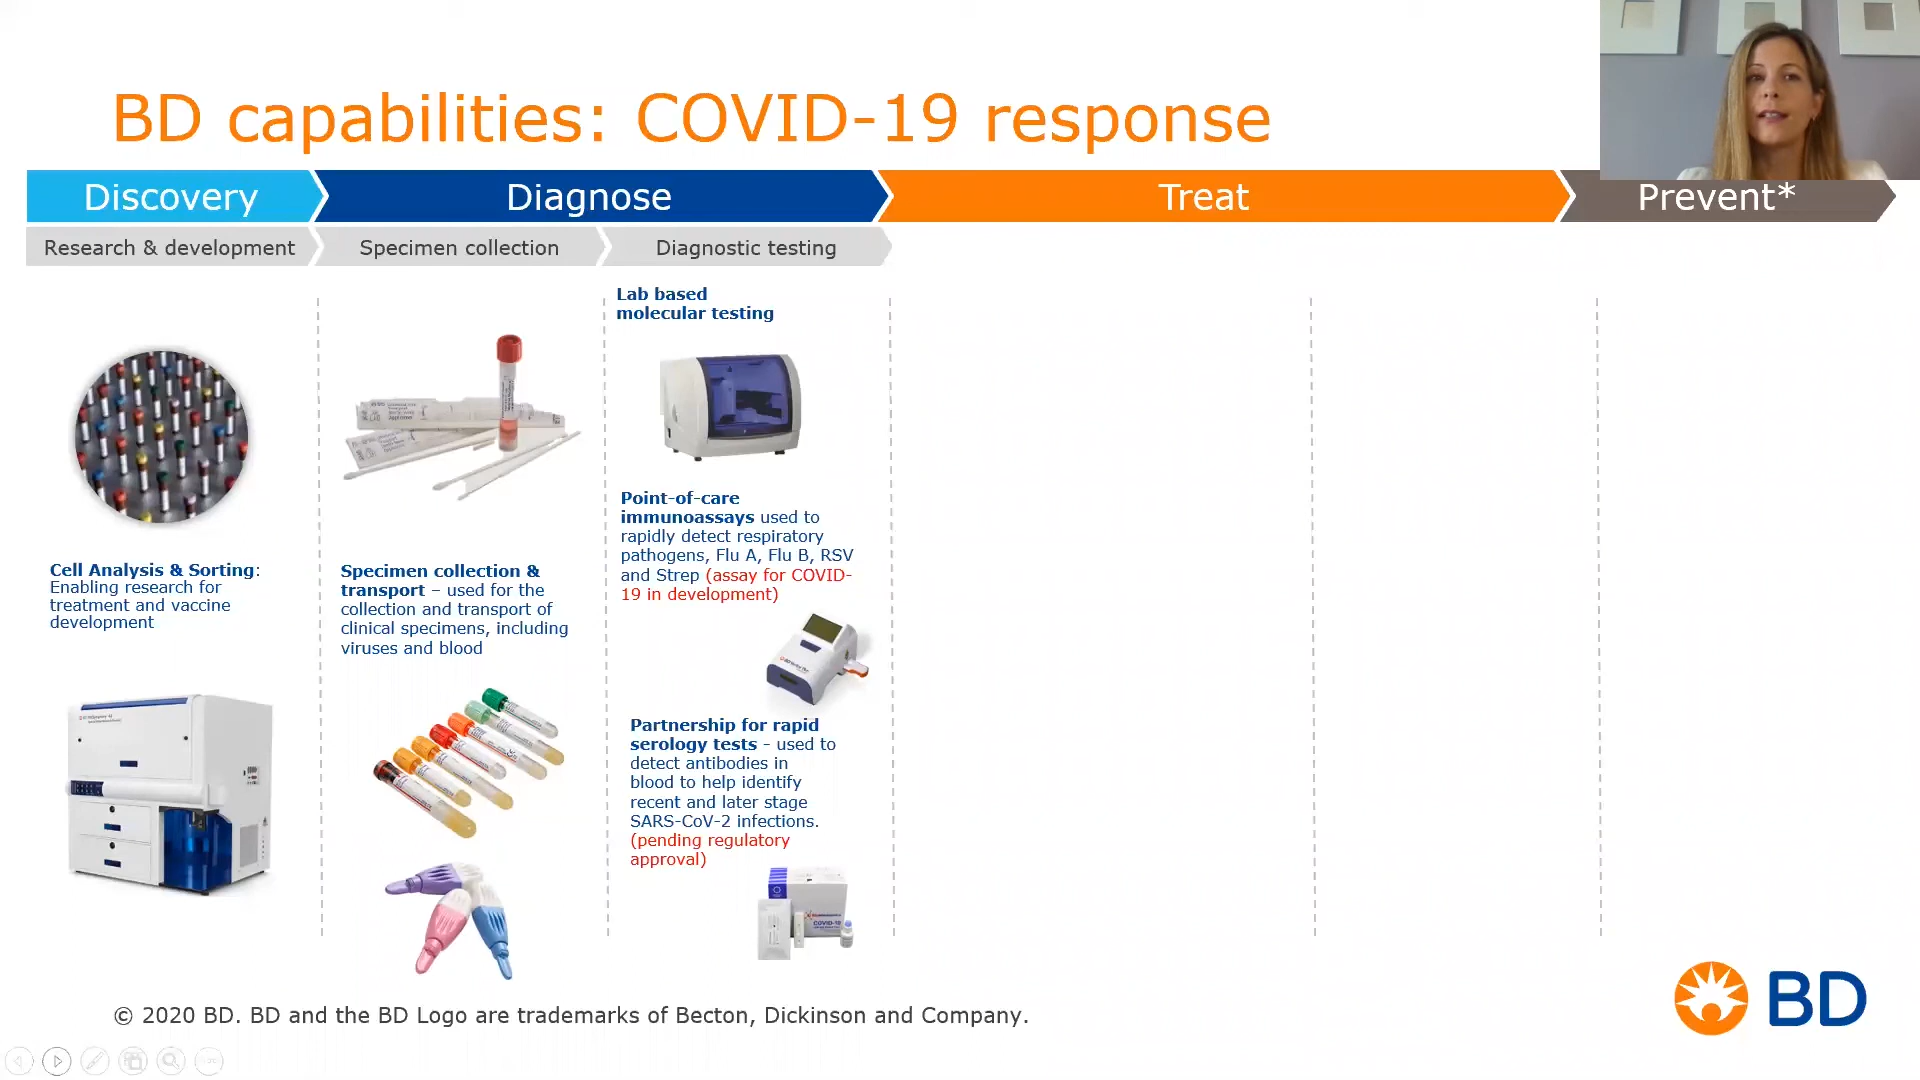 BD capabilities: COVID-19 response
Discovery
Diagnose
Treat
Prevent*
Research & development
Specimen collection
Diagnostic testing
Lab based
molecular testing
Point-of-care
immunoassays used to
rapidly detect respiratory
pathogens, Flu A, Flu B, RSV
and Strep (assay for COVID-
19 in development)
Cell Analysis & Sorting:
Enabling research for
treatment and vaccine
development
Specimen collection &
transport – used for the
collection and transport of
clinical specimens, including
viruses and blood
Partnership for rapid
serology tests - used to
detect antibodies in
blood to help identify
recent and later stage
SARS-CoV-2 infections.
(pending regulatory
approval)
COVID-19
BD
© 2020 BD. BD and the BD Logo are trademarks of Becton, Dickinson and Company.